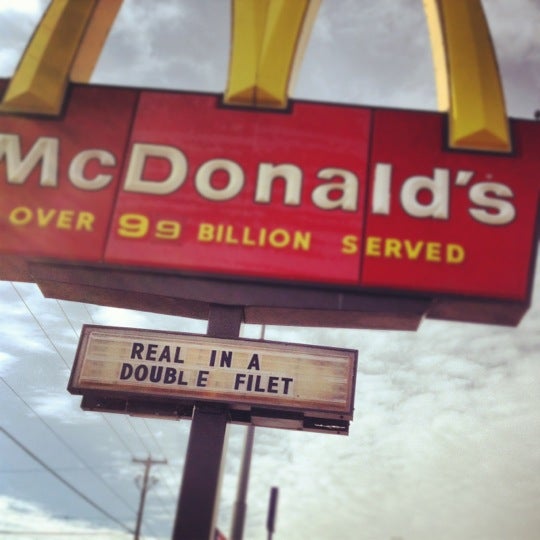 McDonald's
OVER 99 BILLION SERVED
REAL IN A
DOUBLE FILET